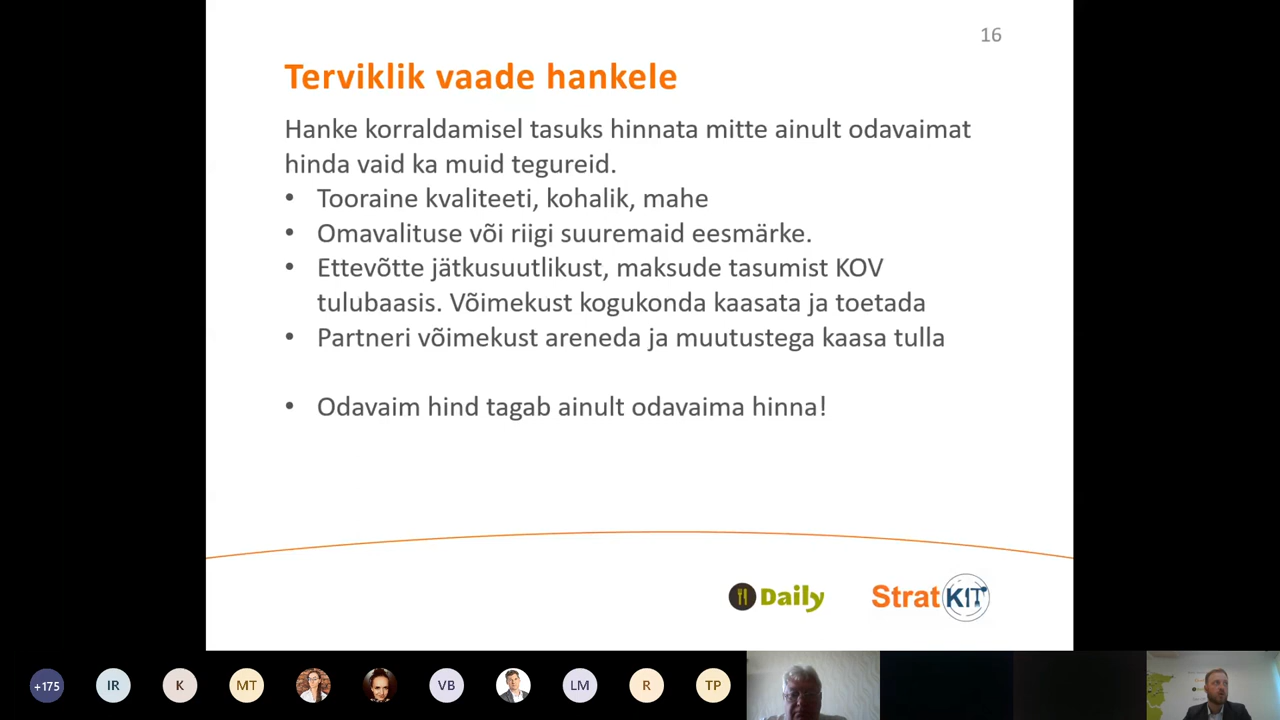 16
Terviklik vaade hankele
Hanke korraldamisel tasuks hinnata mitte ainult odavaimat
hinda vaid ka muid tegureid.
• Tooraine kvaliteeti, kohalik, mahe
• Omavalituse või riigi suuremaid eesmärke.
• Ettevõtte jätkusuutlikust, maksude tasumist KOV
tulubaasis. Võimekust kogukonda kaasata ja toetada
• Partneri võimekust areneda ja muutustega kaasa tulla
• Odavaim hind tagab ainult odavaima hinna!
Daily StratKIT
+175 IR K MT VB LM R TP